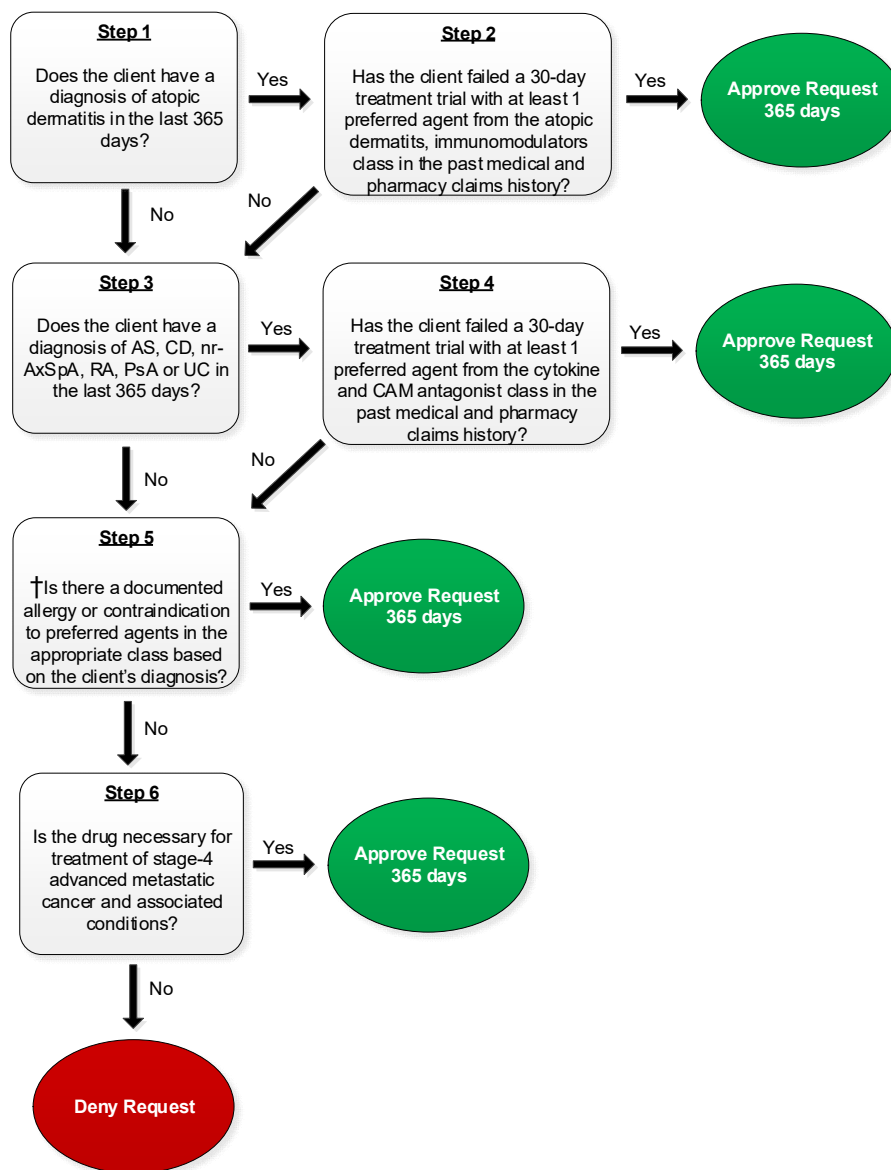 Step 1
Does the client have a
diagnosis of atopic
dermatitis in the last 365
days?
Yes
Step 2
Has the client failed a 30-day
treatment trial with at least 1
preferred agent from the atopic
dermatits, immunomodulators
class in the past medical and
pharmacy claims history?
Yes
Approve Request
365 days
No
No
Step 3
Does the client have a
diagnosis of AS, CD, nr-
AxSpA, RA, PsA or UC in
the last 365 days?
Yes
Step 4
Has the client failed a 30-day
treatment trial with at least 1
preferred agent from the cytokine
and CAM antagonist class in the
past medical and pharmacy
claims history?
Yes
Approve Request
365 days
No
No
Step 5
†Is there a documented
allergy or contraindication
to preferred agents in the
appropriate class based
on the client’s diagnosis?
Yes
Approve Request
365 days
No
Step 6
Is the drug necessary for
treatment of stage-4
advanced metastatic
cancer and associated
conditions?
Yes
Approve Request
365 days
No
Deny Request